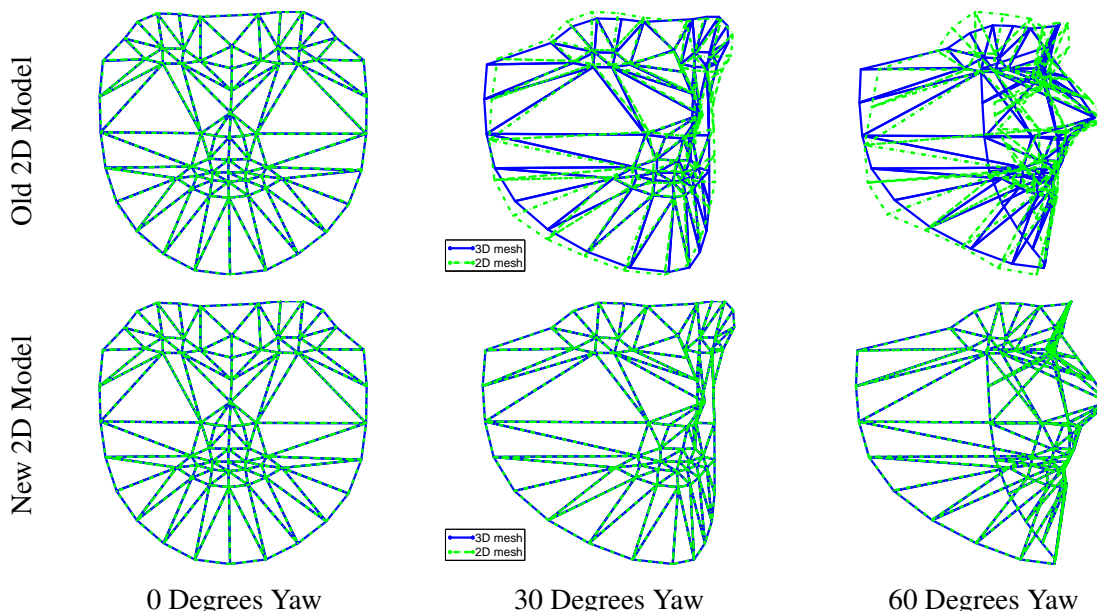 Old 2D Model
3D mesh
2D mesh
New 2D Model
3D mesh
2D mesh
0 Degrees Yaw
30 Degrees Yaw
60 Degrees Yaw